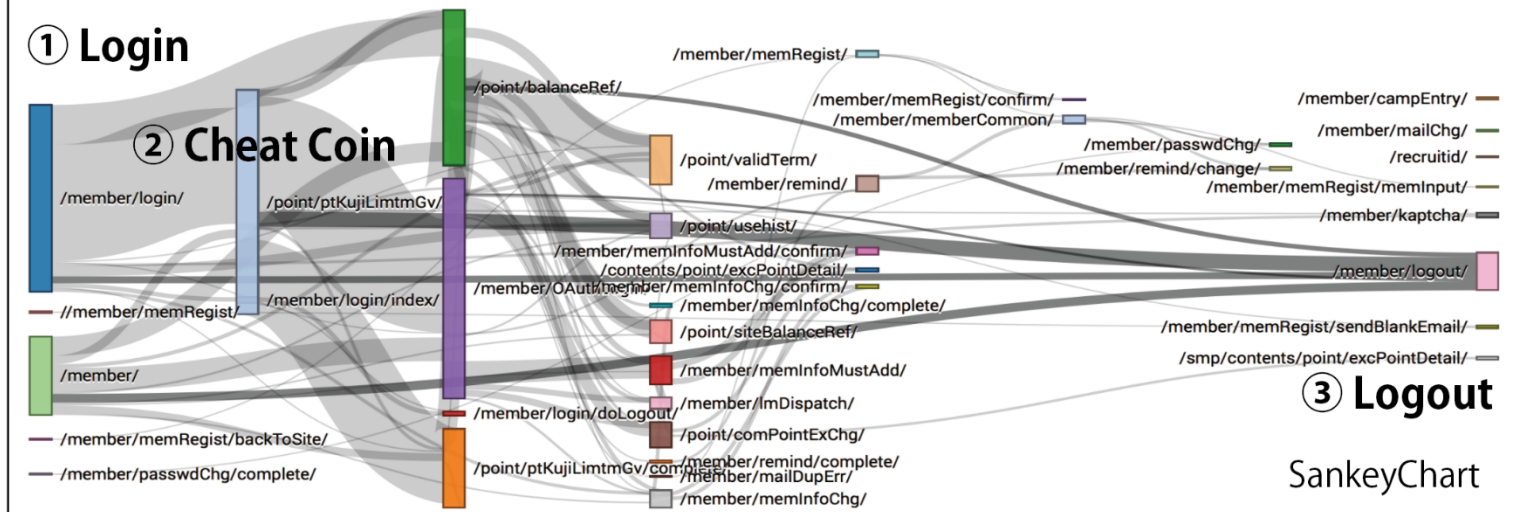 ① Login
② Cheat Coin
/member/login/
//member/memRegist/
/member/
/member/memRegist/backToSite/
/member/passwdChg/complete/
/point/ptKujiLimtmGv/
/member/login/index/
/point/balanceRef/
/member/login/doLogout/
/point/ptKujiLimtmGv/complete/
/point/validTerm/
/point/usehist/
/member/memInfoChg/complete/
/point/siteBalanceRef/
/member/memInfoMustAdd/
/member/lmDispatch/
/point/comPointExChg/
/member/remind/complete/
/member/mailDupErr/
/member/memInfoChg/
/member/memRegist/
/member/remind/
/member/memInfoMustAdd/confirm/
/contents/point/excPointDetail/
/member/memInfoChg/confirm/
/member/memRegist/confirm/
/member/memberCommon/
/member/passwdChg/
/member/remind/change/
/member/campEntry/
/member/mailChg/
/recruitid/
/member/memRegist/memInput/
/member/kaptcha/
/member/logout/
/member/memRegist/sendBlankEmail/
/smp/contents/point/excPointDetail/
③ Logout
SankeyChart